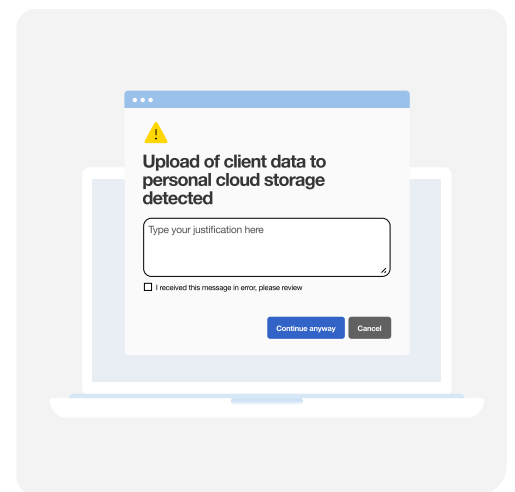 Upload of client data to
personal cloud storage
detected
Type your justification here
I received this message in error, please review
Continue anyway
Cancel